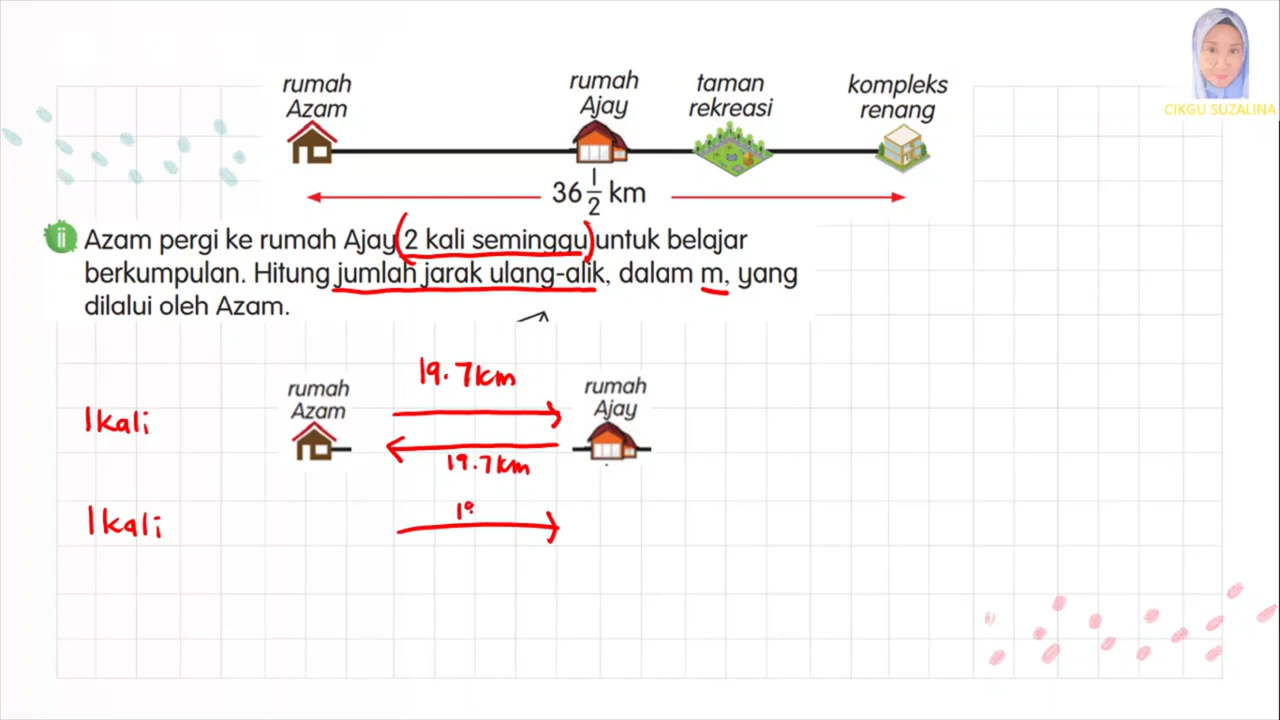 CIKGU SUZALINA
rumah Azam
rumah Ajay
taman rekreasi
kompleks renang
36 1/2 km
ii Azam pergi ke rumah Ajay (2 kali seminggu) untuk belajar
berkumpulan. Hitung jumlah jarak ulang-alik, dalam m, yang
dilalui oleh Azam.
19.7km
1kali
rumah Azam
rumah Ajay
19.7km
1kali